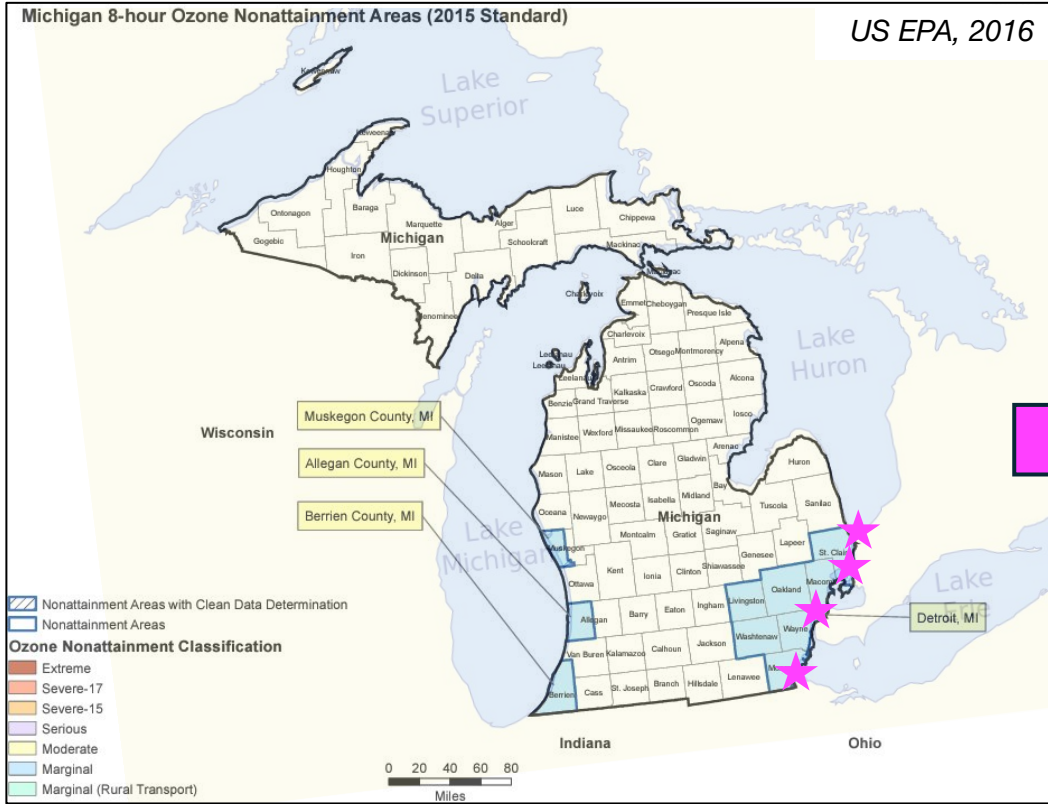 Michigan 8-hour Ozone Nonattainment Areas (2015 Standard)
US EPA, 2016
Keweenaw
Lake
Superior
Keweenaw
Houghton
Ontonagon
Baraga
Marquette
Luce
Alger
Chippewa
Gogebic
Michigan
Schoolcraft
Iron
Mackinac
Dickinson
Delta
Mackinac
Menominee
Charlevoix
Emmet
Cheboygan
Presque Isle
Charlevoix
Leelanau
Leelanau
Antrim
Otsego
Montmorency
Alpena
Lake
Huron
Leelanau
Kalkaska
Crawford
Oscoda
Alcona
Benzie
Grand Traverse
Muskegon County, MI
Wisconsin
Manistee
Wexford
Missaukee
Roscommon
Ogemaw
Iosco
Arenac
Allegan County, MI
Mason
Lake
Osceola
Clare
Gladwin
Huron
Bay
Berrien County, MI
Oceana
Newaygo
Mecosta
Isabella
Midland
Tuscola
Sanilac
Lake
Michigan
Michigan
Muskegon
Montcalm
Gratiot
Saginaw
Lapeer
Genesee
St. Clair
Ottawa
Kent
Ionia
Clinton
Shiawassee
Macomb
Oakland
Livingston
Lake
Erie
Allegan
Barry
Eaton
Ingham
Detroit, MI
Washtenaw
Wayne
Van Buren
Kalamazoo
Calhoun
Jackson
Berrien
Cass
St. Joseph
Branch
Hillsdale
Lenawee
Indiana
Ohio
Nonattainment Areas with Clean Data Determination
Nonattainment Areas
Ozone Nonattainment Classification
Extreme
Severe-17
Severe-15
Serious
Moderate
Marginal
Marginal (Rural Transport)
0 20 40 60 80
Miles